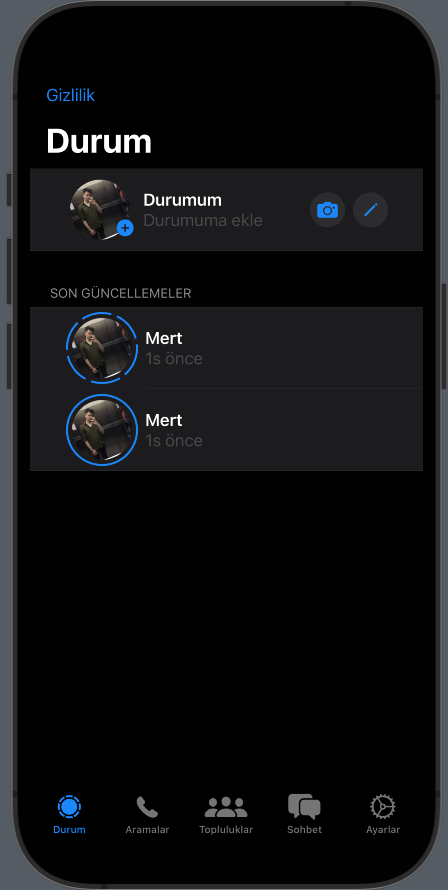 Gizlilik
Durum
Durumum
Durumuma ekle
SON GÜNCELLEMELER
Mert
1s önce
Mert
1s önce
Durum
Aramalar
Topluluklar
Sohbet
Ayarlar